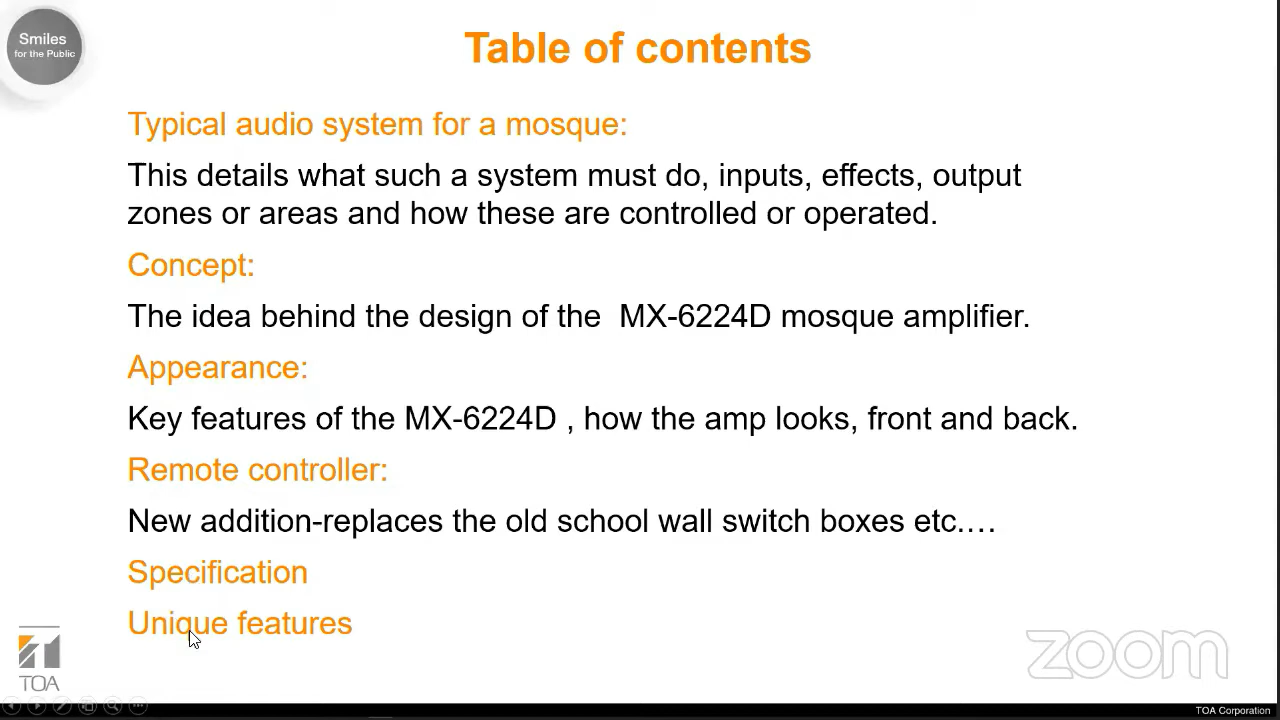 Smiles
for the Public
Table of contents
Typical audio system for a mosque:
This details what such a system must do, inputs, effects, output
zones or areas and how these are controlled or operated.
Concept:
The idea behind the design of the  MX-6224D mosque amplifier.
Appearance:
Key features of the MX-6224D , how the amp looks, front and back.
Remote controller:
New addition-replaces the old school wall switch boxes etc.…
Specification
Unique features
TOA
zoom
TOA Corporation